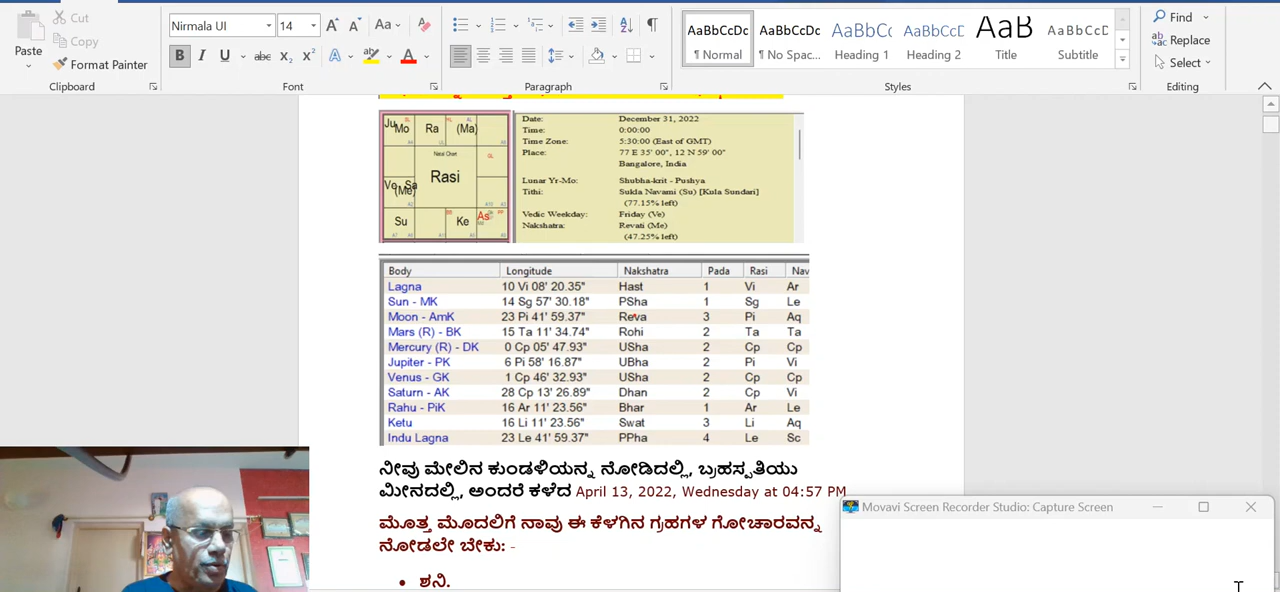 Cut
Copy
Paste
Format Painter
Clipboard
Nirmala UI
14
Font
Paragraph
AaBbCcDc
¶ Normal
AaBbCcDc
¶ No Spac...
AaBbCc
Heading 1
AaBbCcDc
Heading 2
AaB
Title
AaBbCcD
Subtitle
Styles
Find
Replace
Select
Editing
Ju
Mo
Ra
(Ma)
GL
Natal Chart
Rasi
Ve
Sa
(Me)
Su
Ke
As
Date: December 31, 2022
Time: 0:00:00
Time Zone: 5:30:00 (East of GMT)
Place: 77 E 35' 00", 12 N 59' 00"
Bangalore, India
Lunar Yr-Mo: Shubha-krit - Pushya
Tithi: Sukla Navami (Su) [Kula Sundari]
(77.15% left)
Vedic Weekday: Friday (Ve)
Nakshatra: Revati (Me)
(47.25% left)
Body Longitude Nakshatra Pada Rasi Nav
Lagna 10 Vi 08' 20.35" Hast 1 Vi Ar
Sun - MK 14 Sg 57' 30.18" PSha 1 Sg Le
Moon - AmK 23 Pi 41' 59.37" Reva 3 Pi Aq
Mars (R) - BK 15 Ta 11' 34.74" Rohi 2 Ta Ta
Mercury (R) - DK 0 Cp 05' 47.93" USha 2 Cp Cp
Jupiter - PK 6 Pi 58' 16.87" UBha 2 Pi Vi
Venus - GK 1 Cp 46' 32.93" USha 2 Cp Cp
Saturn - AK 28 Cp 13' 26.89" Dhan 2 Cp Vi
Rahu - PiK 16 Ar 11' 23.56" Bhar 1 Ar Le
Ketu 16 Li 11' 23.56" Swat 3 Li Aq
Indu Lagna 23 Le 41' 59.37" PPha 4 Le Sc
ನೀವು ಮೇಲಿನ ಕುಂಡಳಿಯನ್ನ ನೋಡಿದಲ್ಲಿ, ಬ್ರಹಸ್ಪತಿಯು
ಮೀನದಲ್ಲಿ, ಅಂದರೆ ಕಳೆದ April 13, 2022, Wednesday at 04:57 PM
ಮೊತ್ತ ಮೊದಲಿಗೆ ನಾವು ಈ ಕೆಳಗಿನ ಗ್ರಹಗಳ ಗೋಚಾರವನ್ನು
ನೋಡಲೇ ಬೇಕು: -
• ಶನಿ.
Movavi Screen Recorder Studio: Capture Screen